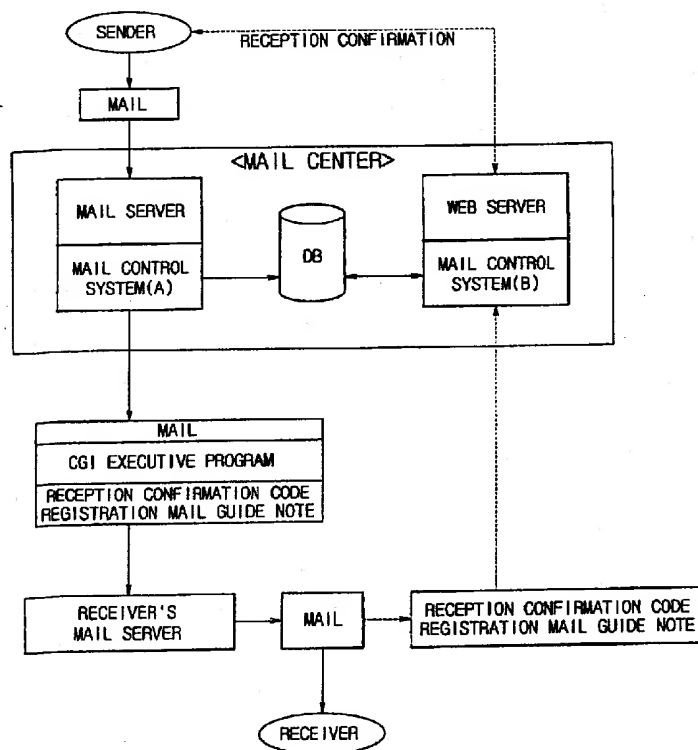 SENDER
RECEPTION CONFIRMATION
MAIL
<MAIL CENTER>
MAIL SERVER
MAIL CONTROL
SYSTEM(A)
DB
WEB SERVER
MAIL CONTROL
SYSTEM(B)
MAIL
CGI EXECUTIVE PROGRAM
RECEPTION CONFIRMATION CODE
REGISTRATION MAIL GUIDE NOTE
RECEIVER'S
MAIL SERVER
MAIL
RECEPTION CONFIRMATION CODE
REGISTRATION MAIL GUIDE NOTE
RECEIVER